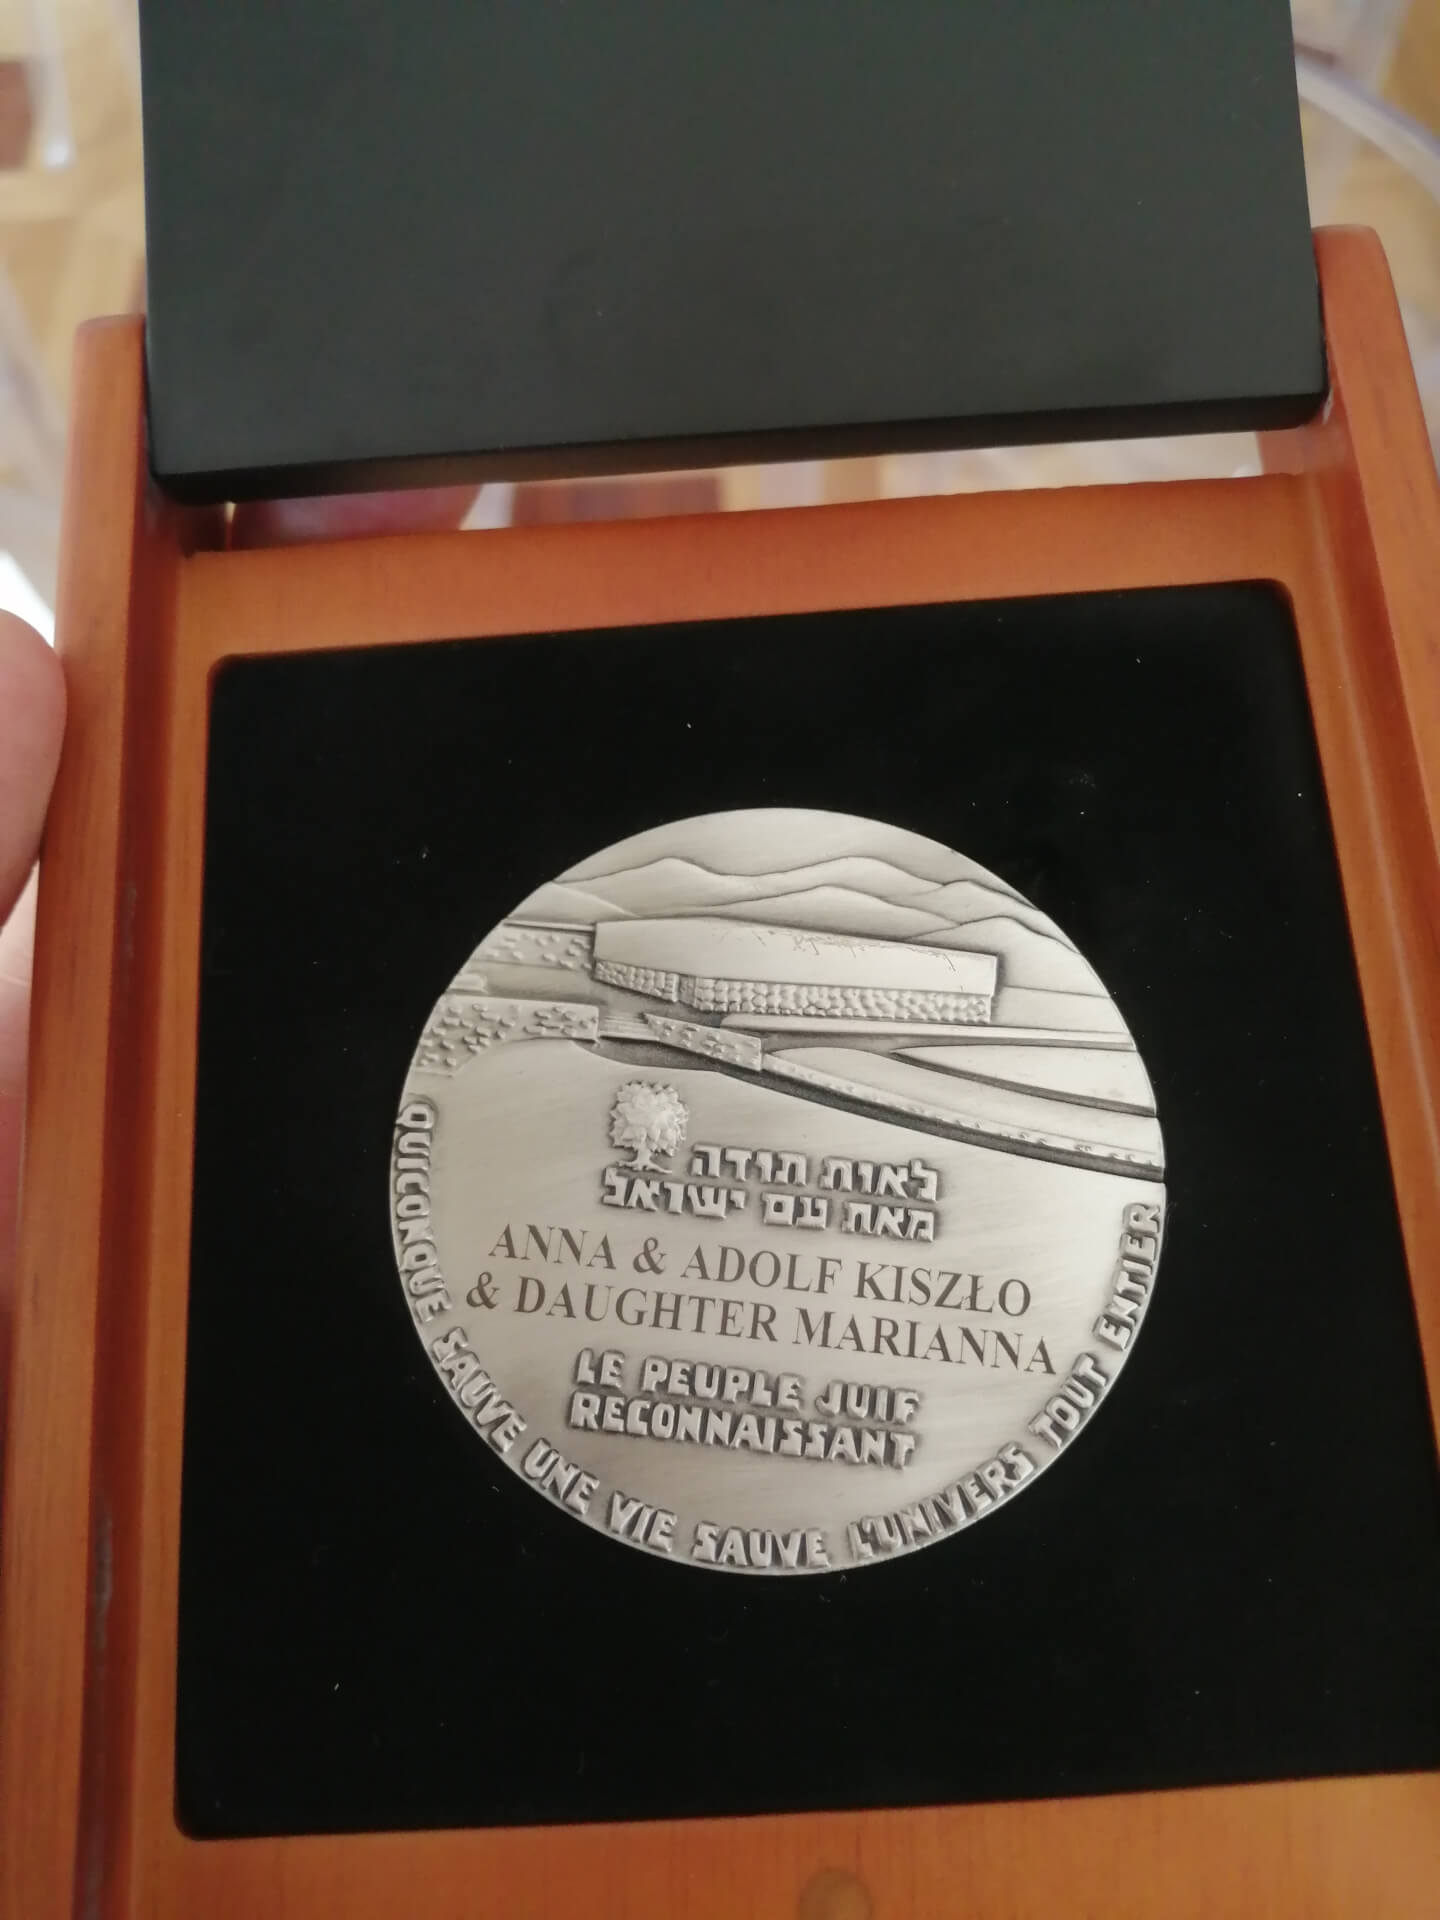 לאות תודה
מאת עם ישראל
ANNA & ADOLF KISZŁO
& DAUGHTER MARIANNA
LE PEUPLE JUIF
RECONNAISSANT
QUICONQUE SAUVE UNE VIE SAUVE L'UNIVERS TOUT ENTIER